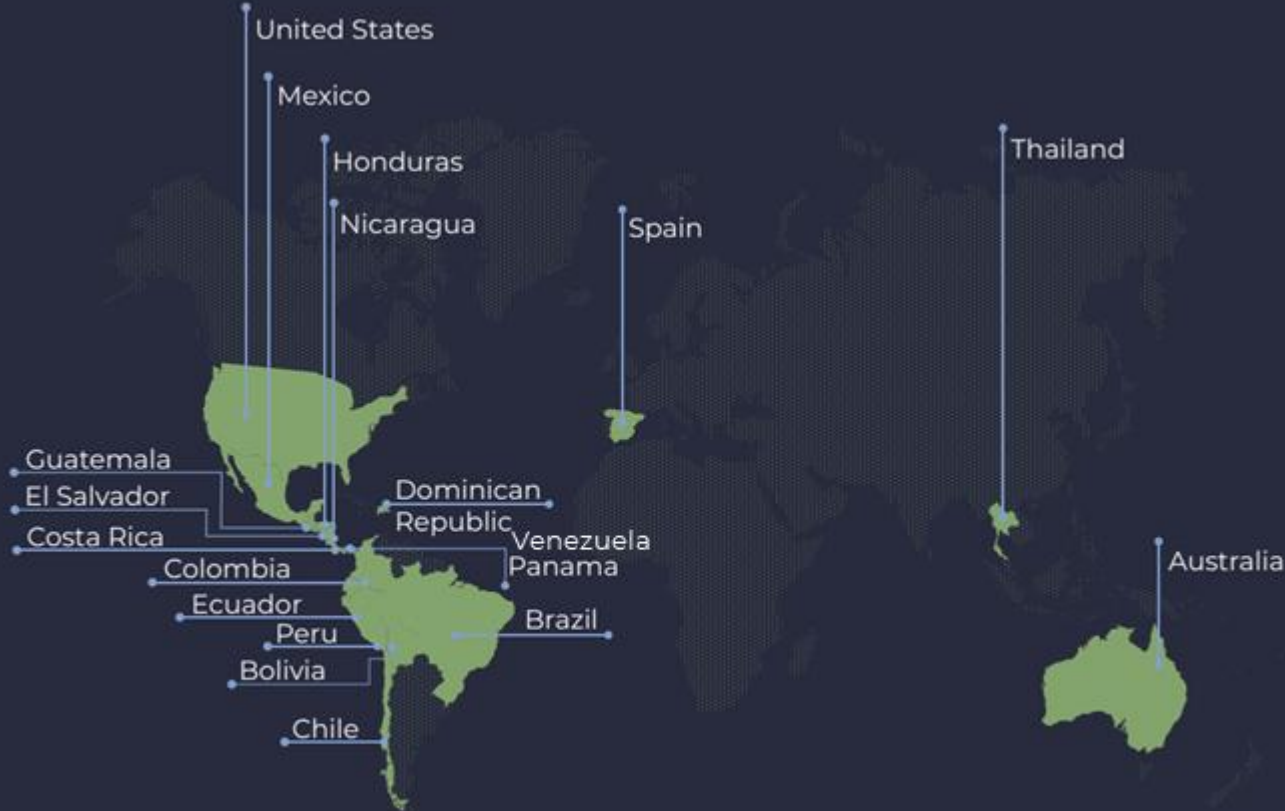 United States
Mexico
Honduras
Thailand
Nicaragua
Spain
Guatemala
El Salvador
Costa Rica
Dominican
Republic
Venezuela
Panama
Australia
Colombia
Ecuador
Brazil
Peru
Bolivia
Chile